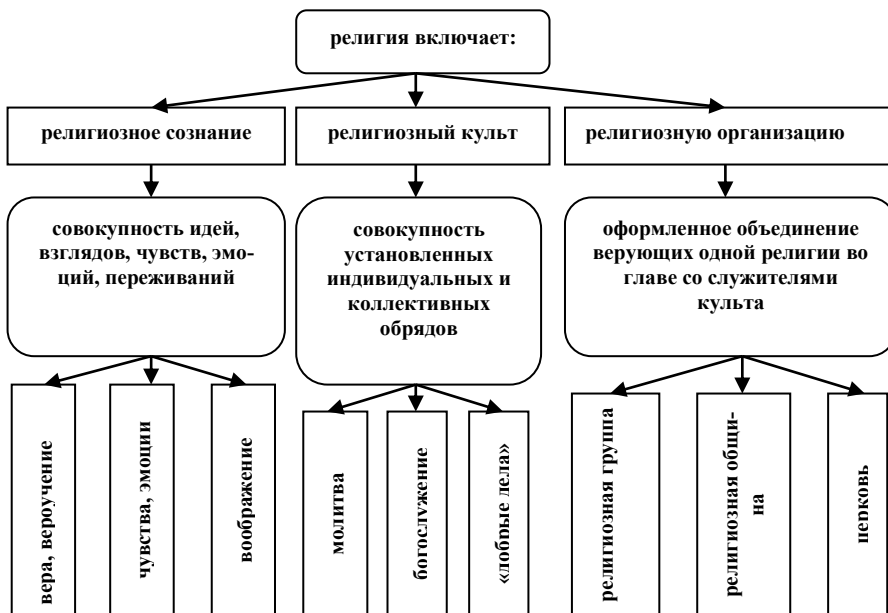 религия включает:
религиозное сознание
религиозный культ
религиозную организацию
совокупность идей,
взглядов, чувств, эмо-
ций, переживаний
совокупность
установленных
индивидуальных и
коллективных
обрядов
оформленное объединение
верующих одной религии во
главе со служителями
культа
вера, вероучение
чувства, эмоции
воображение
молитва
богослужение
«добрые дела»
религиозная группа
религиозная общи-
на
церковь